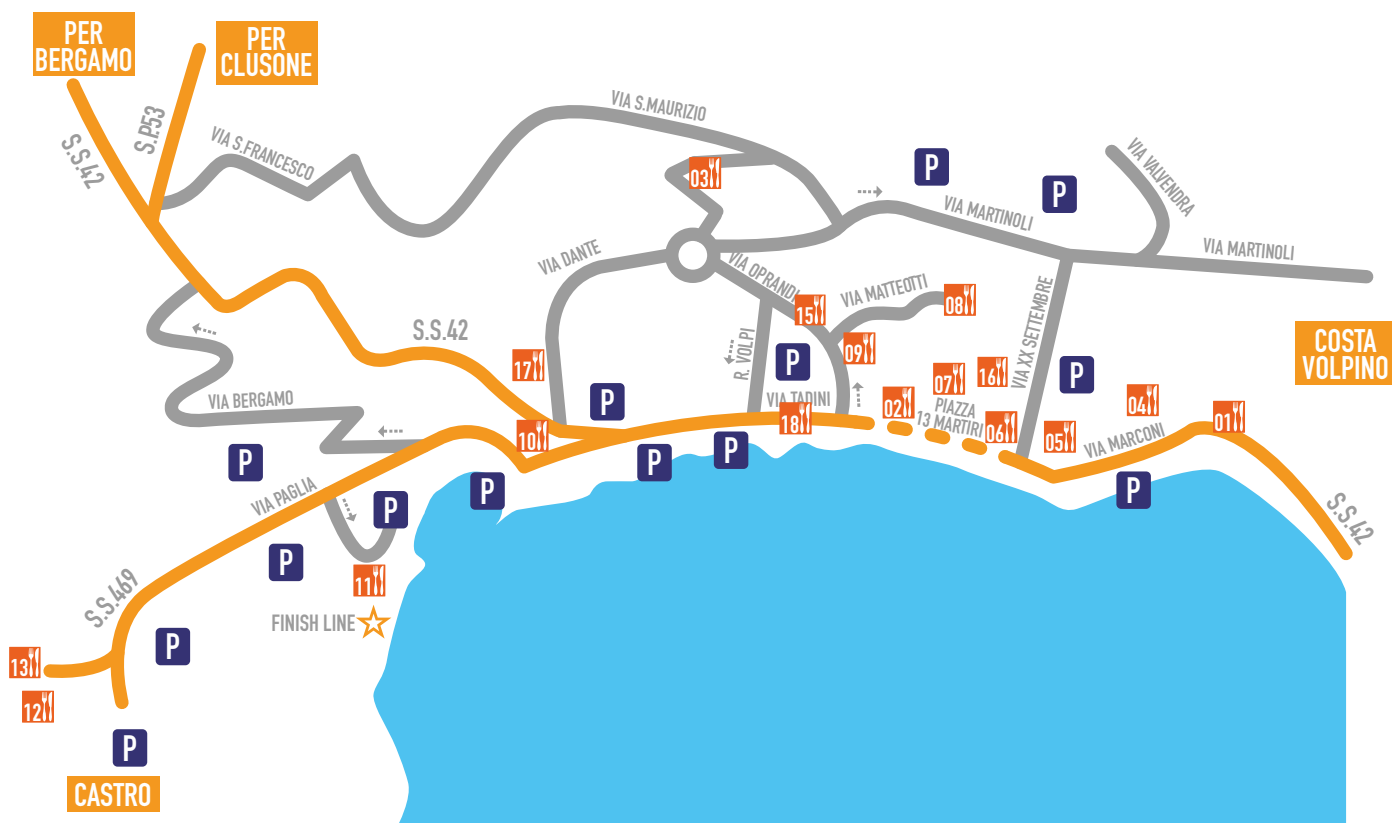 PER
BERGAMO
PER
CLUSONE
S.S.42
S.P.53
VIA S.FRANCESCO
VIA S.MAURIZIO
03
P
P
VIA VALVENDRA
VIA MARTINOLI
VIA MARTINOLI
VIA DANTE
VIA OPRANDI
VIA MATTEOTTI
15
08
09
S.S.42
R. VOLPI
VIA XX SETTEMBRE
COSTA
VOLPINO
17
P
07
16
P
VIA BERGAMO
P
VIA TADINI
18
02
PIAZZA
13 MARTIRI
06
04
01
10
05
VIA MARCONI
P
P
P
P
P
VIA PAGLIA
P
S.S.42
P
11
S.S.469
FINISH LINE
P
13
12
P
CASTRO